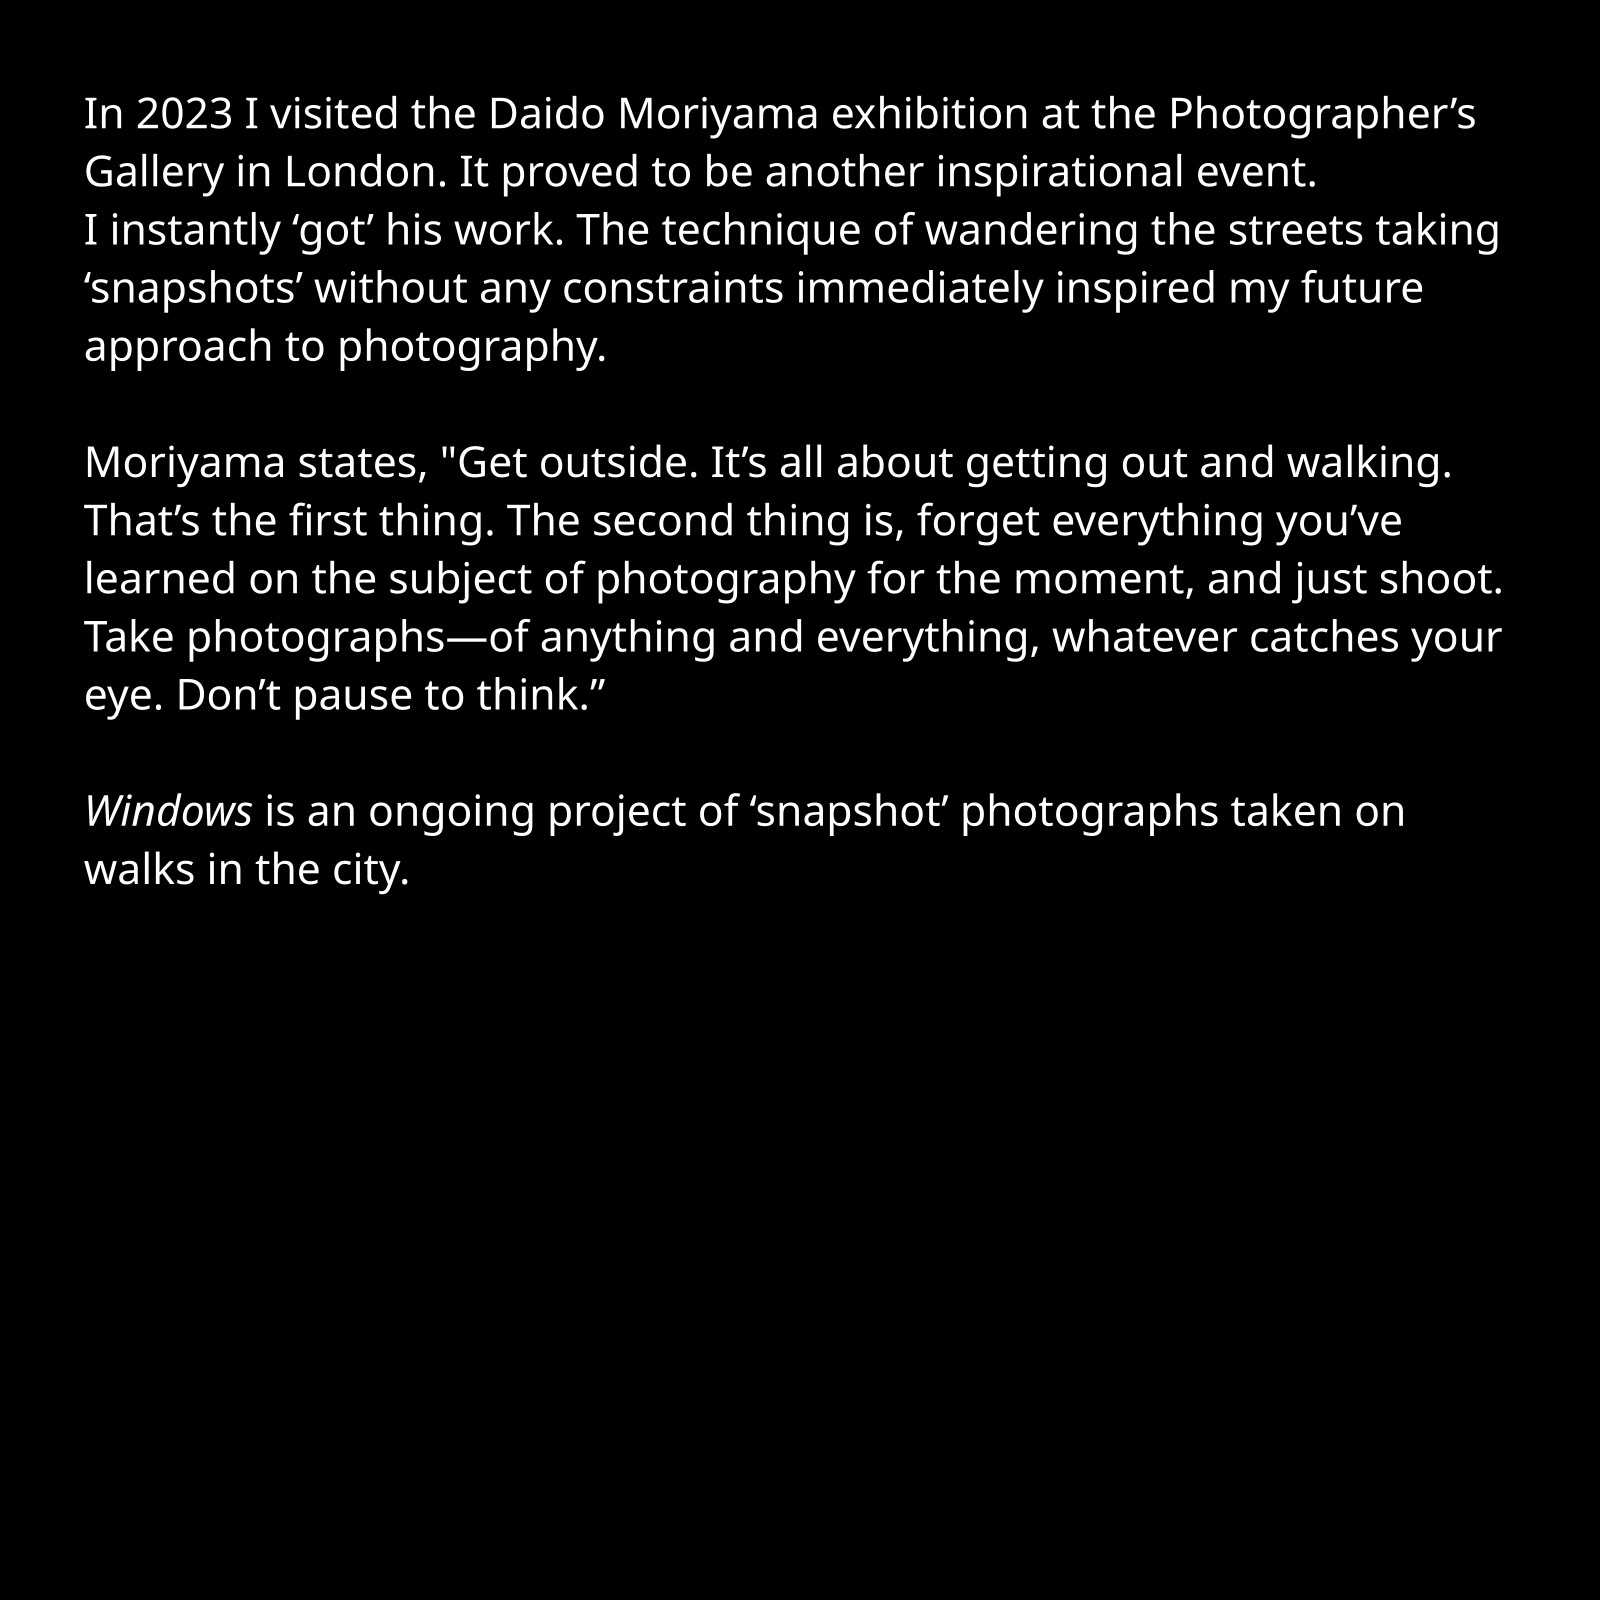 In 2023 I visited the Daido Moriyama exhibition at the Photographer’s
Gallery in London. It proved to be another inspirational event.
I instantly ‘got’ his work. The technique of wandering the streets taking
‘snapshots’ without any constraints immediately inspired my future
approach to photography.

Moriyama states, "Get outside. It’s all about getting out and walking.
That’s the first thing. The second thing is, forget everything you’ve
learned on the subject of photography for the moment, and just shoot.
Take photographs—of anything and everything, whatever catches your
eye. Don’t pause to think.”

Windows is an ongoing project of ‘snapshot’ photographs taken on
walks in the city.